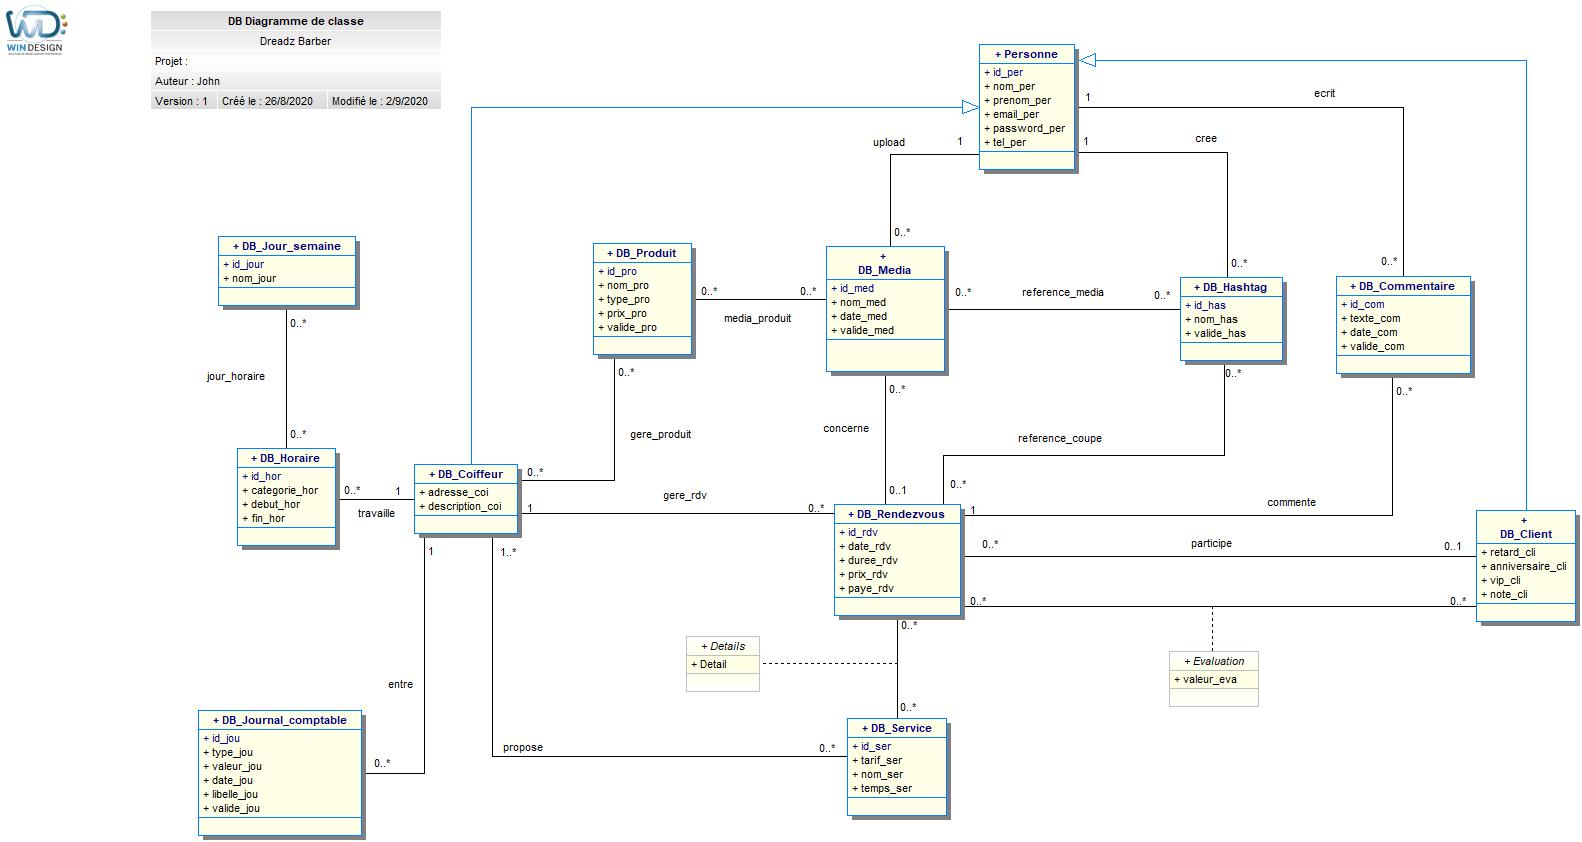 WINDESIGN
DB Diagramme de classe
Dreadz Barber
Projet :
Auteur : John
Version : 1 Créé le : 26/8/2020 Modifié le : 2/9/2020
+ Personne
+ id_per
+ nom_per
+ prenom_per
+ email_per
+ password_per
+ tel_per
1
ecrit
1
cree
upload
1
0..*
0..*
0..*
+ DB_Jour_semaine
+ id_jour
+ nom_jour
0..*
jour_horaire
0..*
+ DB_Produit
+ id_pro
+ nom_pro
+ type_pro
+ prix_pro
+ valide_pro
0..*
0..*
media_produit
0..*
gere_produit
0..*
+
DB_Media
+ id_med
+ nom_med
+ date_med
+ valide_med
0..*
reference_media
0..*
0..*
concerne
0..1
+ DB_Hashtag
+ id_has
+ nom_has
+ valide_has
0..*
reference_coupe
0..*
+ DB_Commentaire
+ id_com
+ texte_com
+ date_com
+ valide_com
0..*
commente
1
+ DB_Horaire
+ id_hor
+ categorie_hor
+ debut_hor
+ fin_hor
0..*
1
travaille
+ DB_Coiffeur
+ adresse_coi
+ description_coi
1
gere_rdv
0..*
1
1..*
entre
0..*
propose
0..*
+ DB_Rendezvous
+ id_rdv
+ date_rdv
+ duree_rdv
+ prix_rdv
+ paye_rdv
0..*
participe
0..1
0..*
0..*
+
DB_Client
+ retard_cli
+ anniversaire_cli
+ vip_cli
+ note_cli
0..*
+ Details
+ Detail
0..*
+ Evaluation
+ valeur_eva
+ DB_Journal_comptable
+ id_jou
+ type_jou
+ valeur_jou
+ date_jou
+ libelle_jou
+ valide_jou
+ DB_Service
+ id_ser
+ tarif_ser
+ nom_ser
+ temps_ser